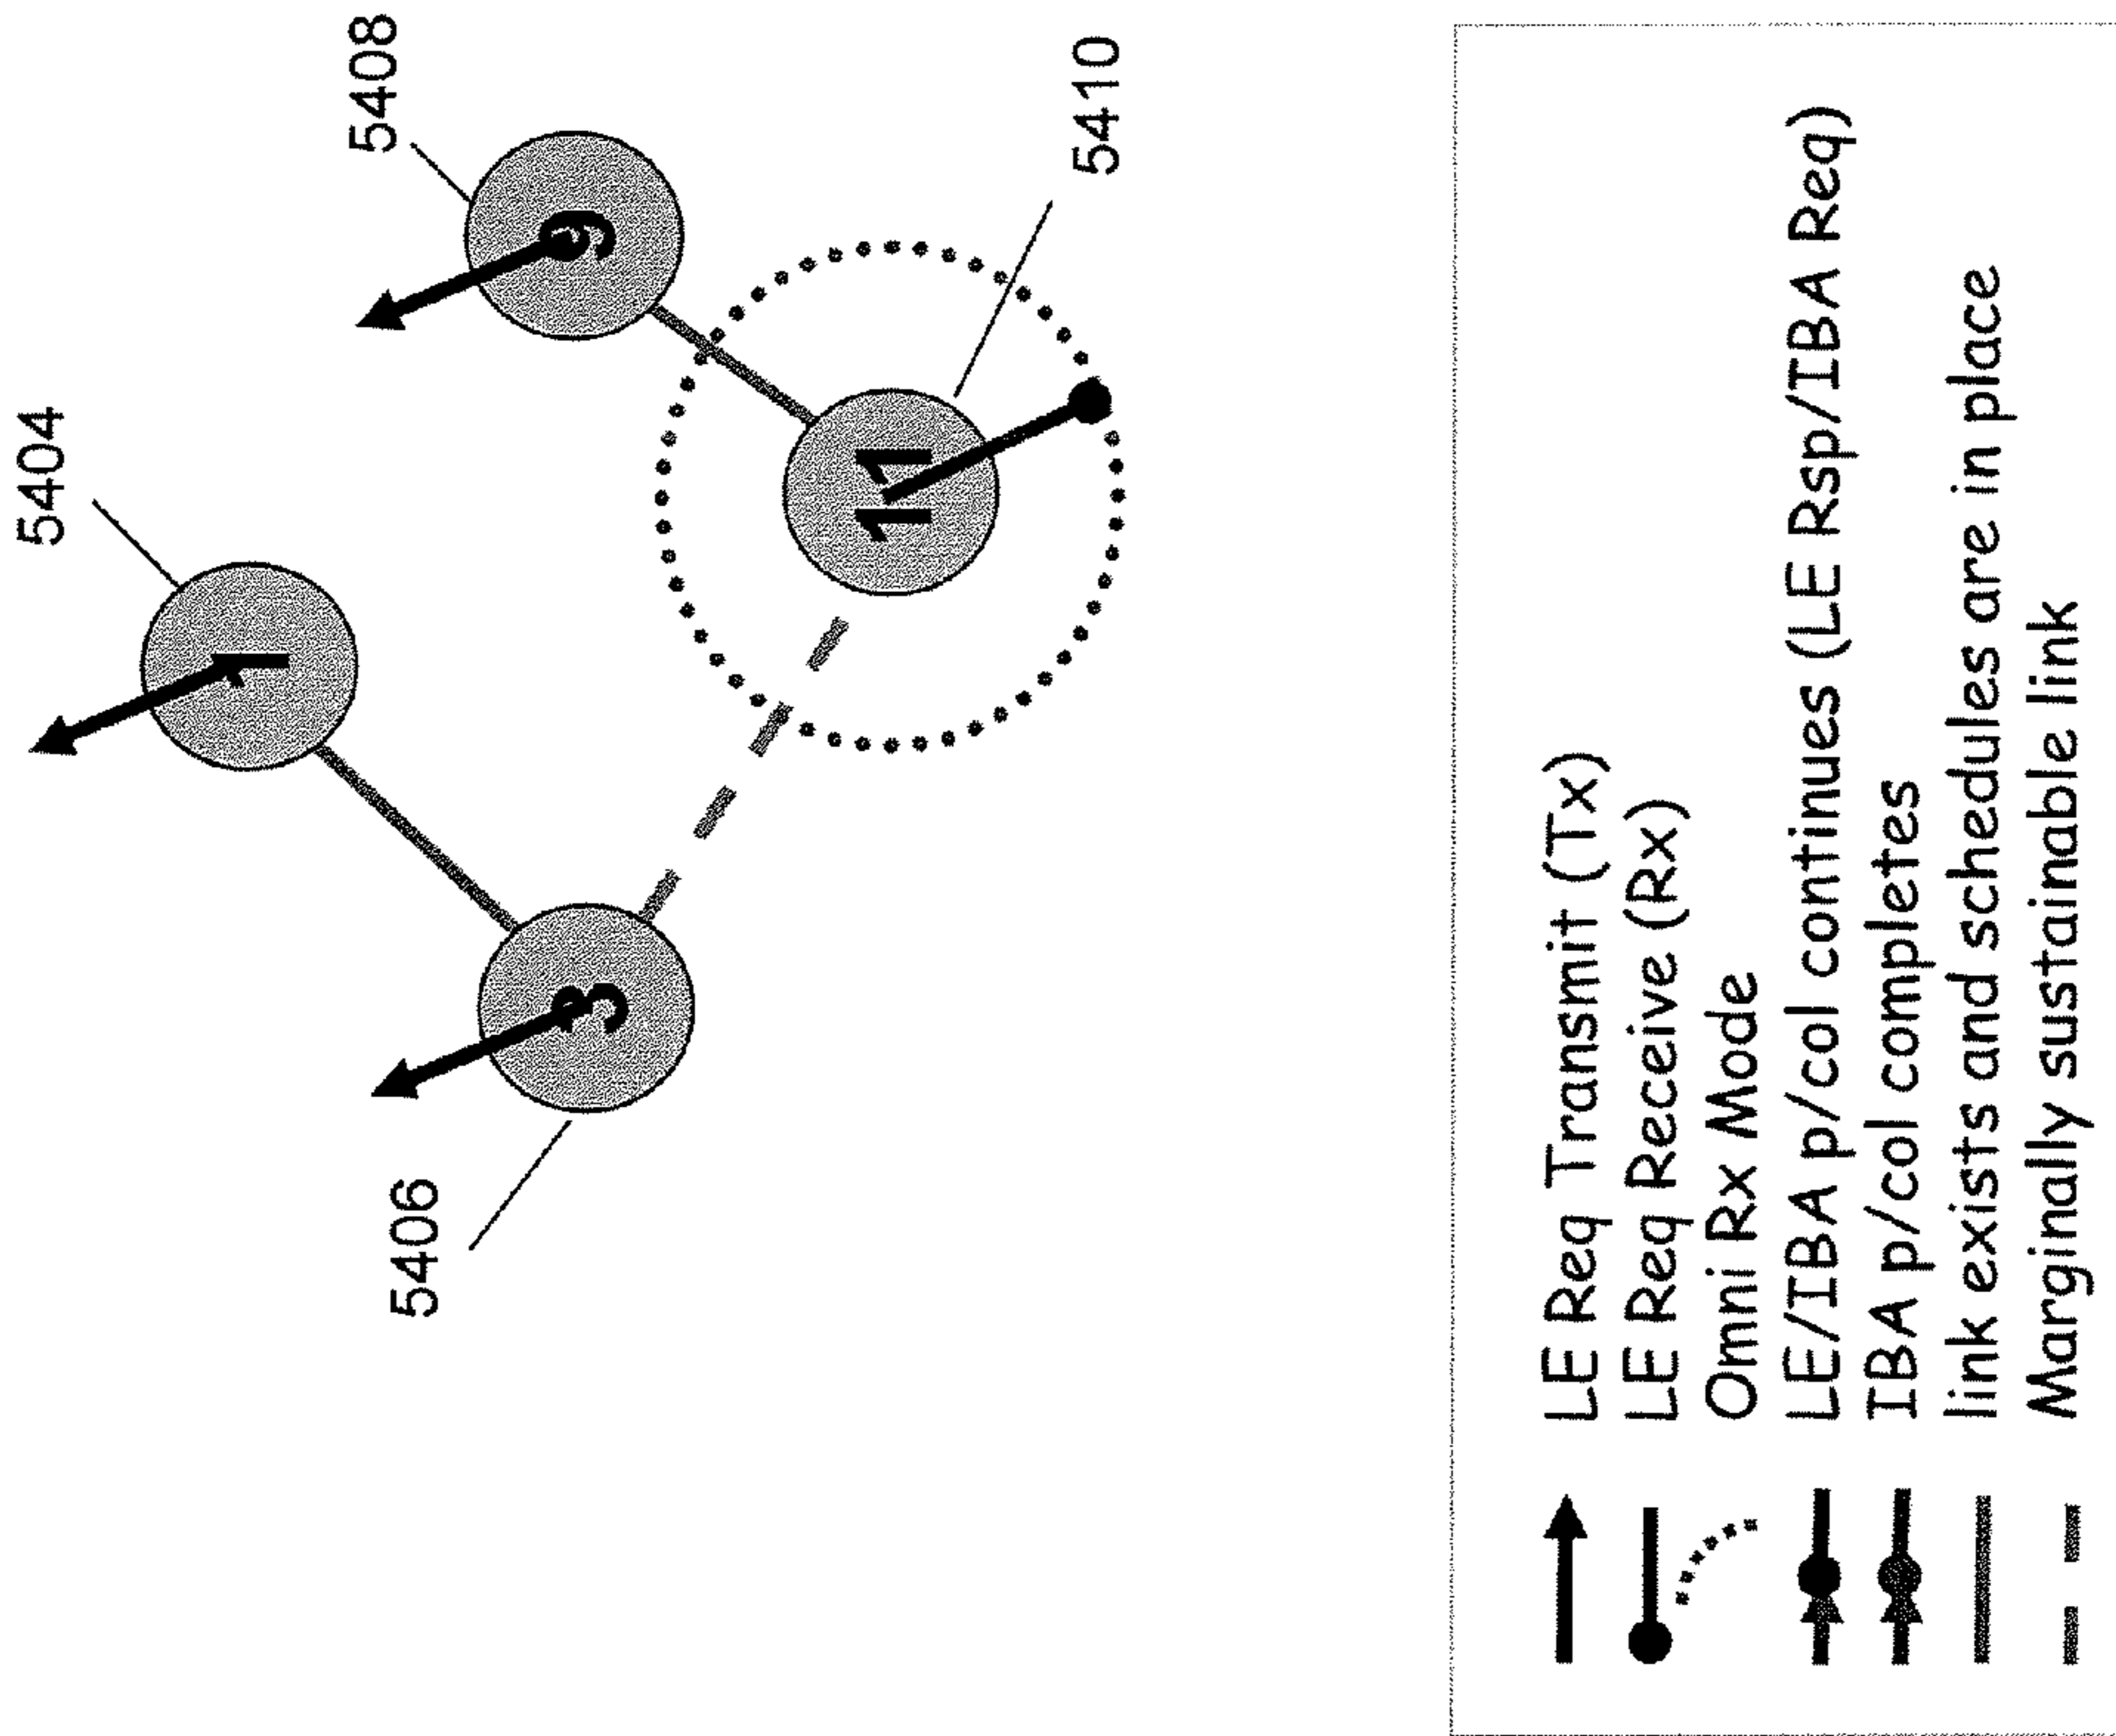 5404
5408
1
9
5406
3
11
5410
LE Req Transmit (Tx)
LE Req Receive (Rx)
Omni Rx Mode
LE/IBA p/col continues (LE Rsp/IBA Req)
IBA p/col completes
link exists and schedules are in place
Marginally sustainable link